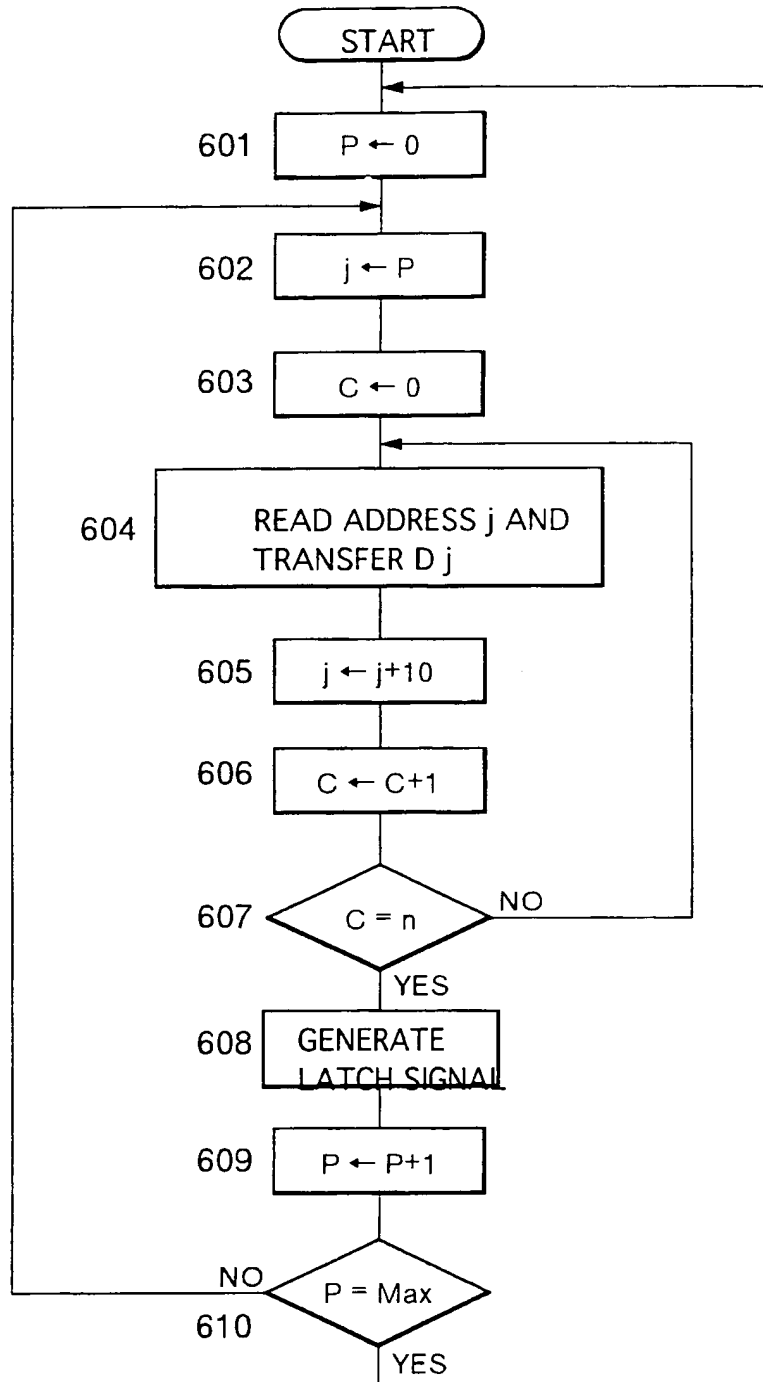 START
601
P ← 0
602
j ← P
603
C ← 0
604
READ ADDRESS j AND
TRANSFER D j
605
j ← j+10
606
C ← C+1
607
C = n
NO
YES
608
GENERATE
LATCH SIGNAL
609
P ← P+1
NO
P = Max
610
YES